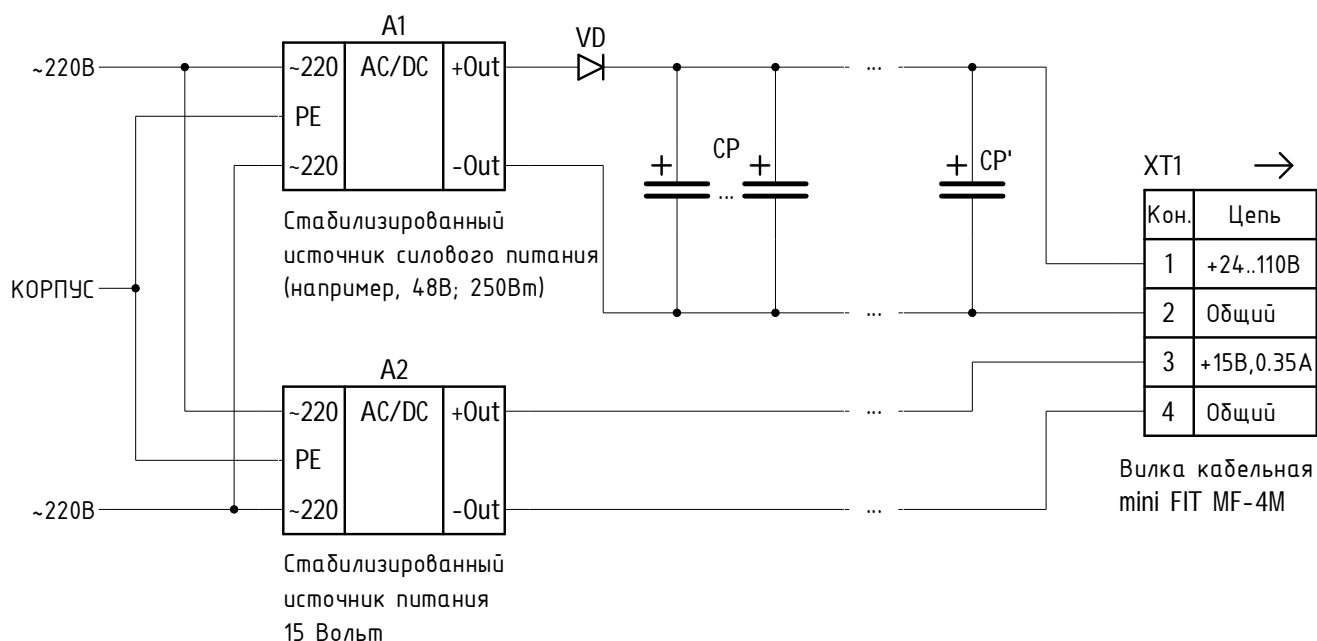 A1
~220В
~220 AC/DC +Out
PE
~220 -Out
VD
+ CP + + CP'
...
...
...
Стабилизированный
источник силового питания
(например, 48В; 250Вт)
КОРПУС
XT1
Кон. Цепь
1 +24..110В
2 Общий
3 +15В,0.35А
4 Общий
Вилка кабельная
mini FIT MF-4M
A2
~220 AC/DC +Out
PE
~220 -Out
~220В
...
...
Стабилизированный
источник питания
15 Вольт